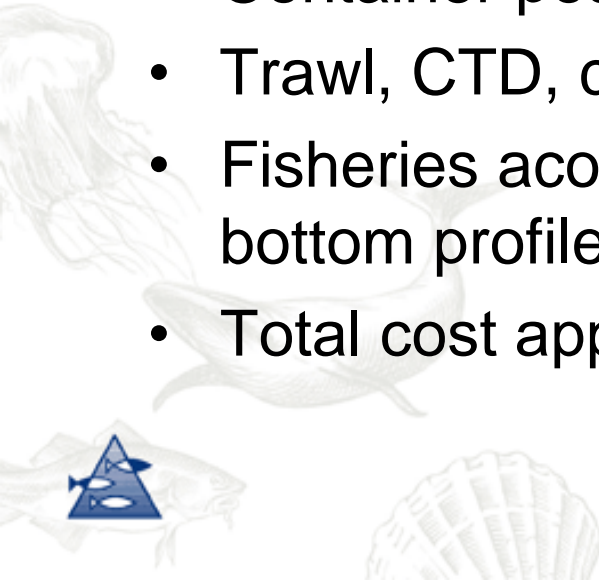 • Trawl, CTD, 
• Fisheries aco
bottom profile
• Total cost app